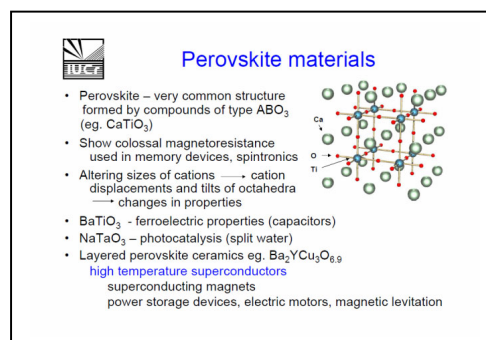 IUCr
Perovskite materials
• Perovskite – very common structure
formed by compounds of type ABO₃
(eg. CaTiO₃)
• Show colossal magnetoresistance
used in memory devices, spintronics
• Altering sizes of cations ⟶ cation
displacements and tilts of octahedra
⟶ changes in properties
• BaTiO₃ - ferroelectric properties (capacitors)
• NaTaO₃ – photocatalysis (split water)
• Layered perovskite ceramics eg. Ba₂YCu₃O₆.₉
high temperature superconductors
superconducting magnets
power storage devices, electric motors, magnetic levitation
Ca
O
Ti